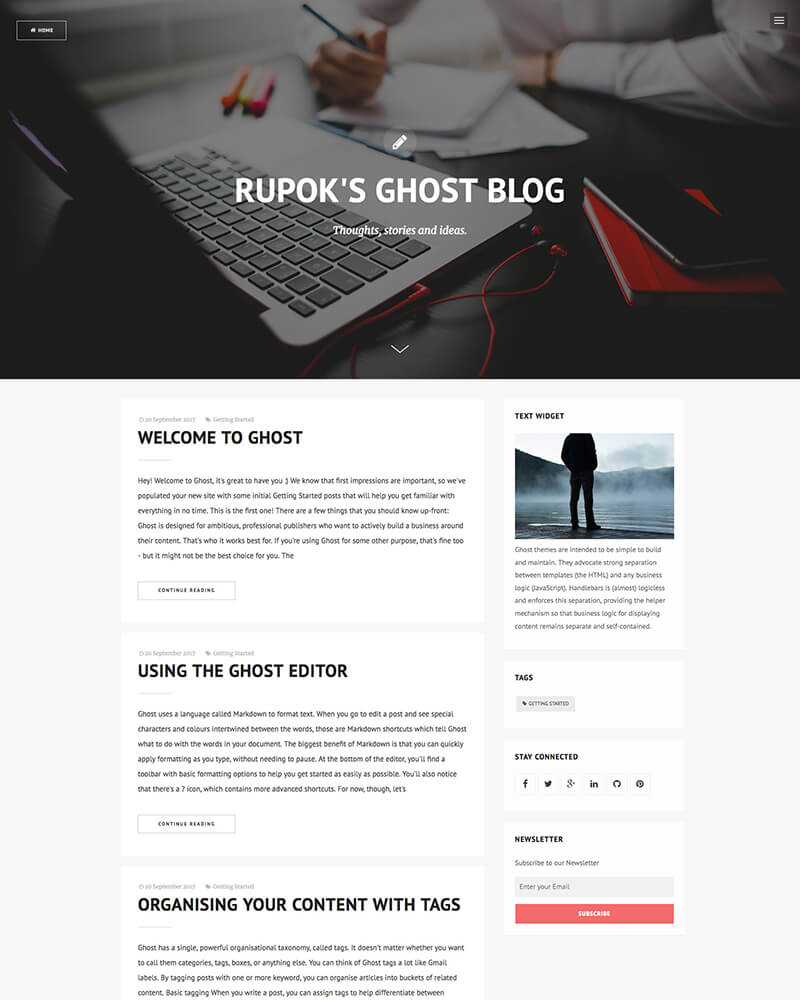 HOME
RUPOK'S GHOST BLOG
Thoughts, stories and ideas.
20 September 2017 Getting Started
WELCOME TO GHOST
Hey! Welcome to Ghost, it's great to have you :) We know that first impressions are important, so we've
populated your new site with some initial Getting Started posts that will help you get familiar with
everything in no time. This is the first one! There are a few things that you should know up-front:
Ghost is designed for ambitious, professional publishers who want to actively build a business around
their content. That's who it works best for. If you're using Ghost for some other purpose, that's fine too
- but it might not be the best choice for you. The
CONTINUE READING
20 September 2017 Getting Started
USING THE GHOST EDITOR
Ghost uses a language called Markdown to format text. When you go to edit a post and see special
characters and colours intertwined between the words, those are Markdown shortcuts which tell Ghost
what to do with the words in your document. The biggest benefit of Markdown is that you can quickly
apply formatting as you type, without needing to pause. At the bottom of the editor, you'll find a
toolbar with basic formatting options to help you get started as easily as possible. You'll also notice
that there's a ? icon, which contains more advanced shortcuts. For now, though, let's
CONTINUE READING
20 September 2017 Getting Started
ORGANISING YOUR CONTENT WITH TAGS
Ghost has a single, powerful organisational taxonomy, called tags. It doesn't matter whether you want
to call them categories, tags, boxes, or anything else. You can think of Ghost tags a lot like Gmail
labels. By tagging posts with one or more keyword, you can organise articles into buckets of related
content. Basic tagging When you write a post, you can assign tags to help differentiate between
TEXT WIDGET
Ghost themes are intended to be simple to build
and maintain. They advocate strong separation
between templates (the HTML) and any business
logic (JavaScript). Handlebars is (almost) logicless
and enforces this separation, providing the helper
mechanism so that business logic for displaying
content remains separate and self-contained.
TAGS
GETTING STARTED
STAY CONNECTED
NEWSLETTER
Subscribe to our Newsletter
Enter your Email
SUBSCRIBE